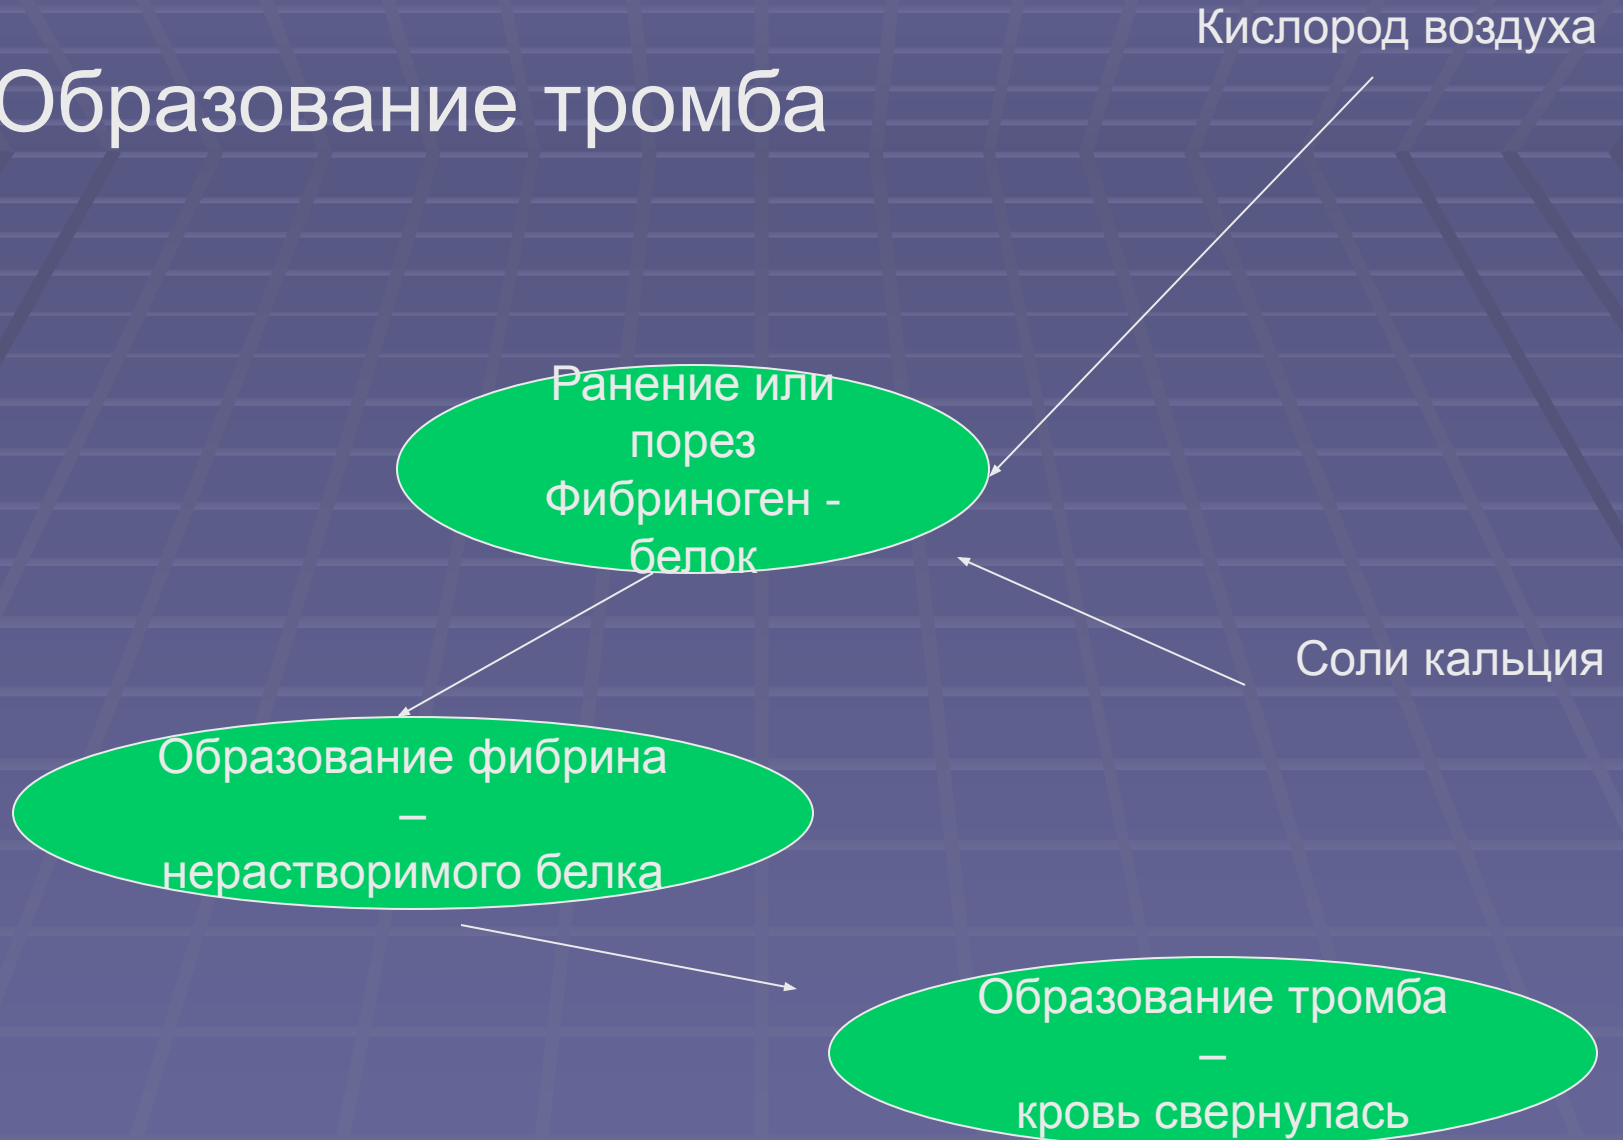 Кислород воздуха
Образование тромба
Ранение или
порез
Фибриноген -
белок
Соли кальция
Образование фибрина
–
нерастворимого белка
Образование тромба
–
кровь свернулась